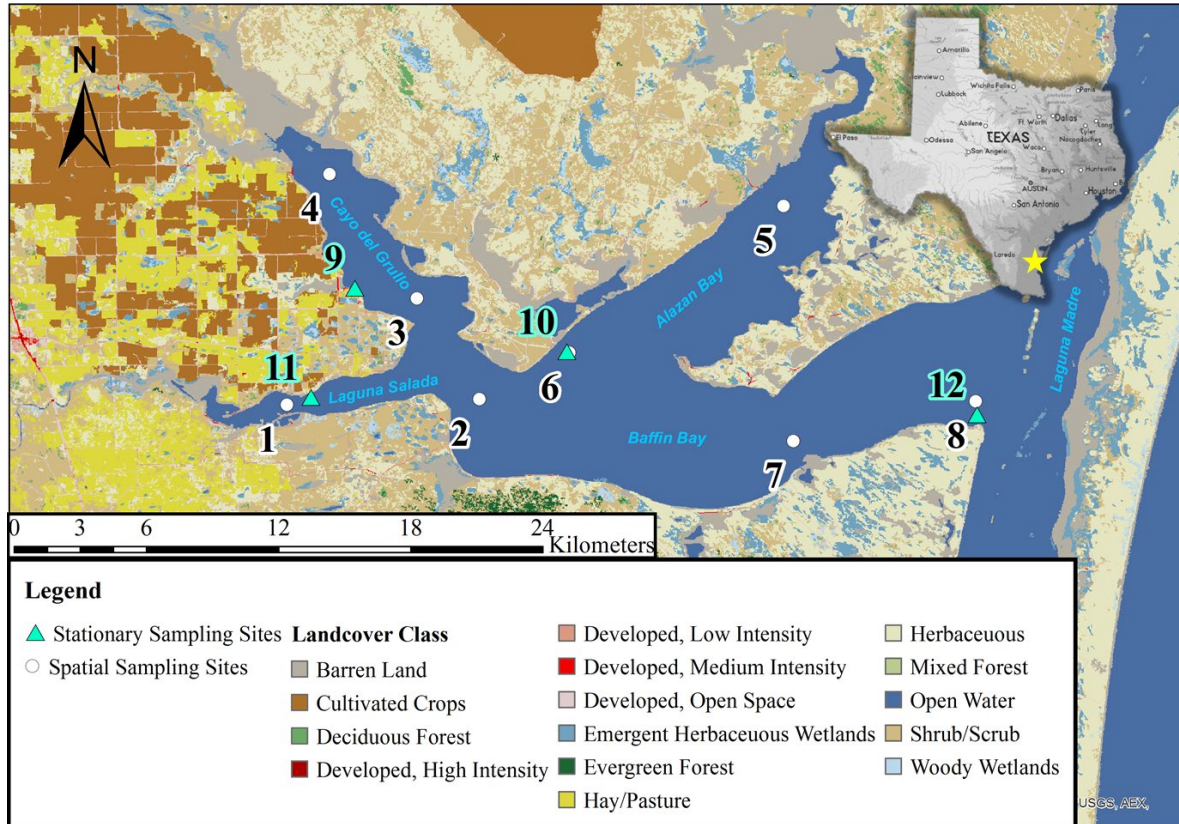 N
4
Cayo del Grullo
9
3
11
Laguna Salada
1
2
10
6
5
Alazan Bay
Baffin Bay
7
12
8
Laguna Madre
Amarillo
Plainview
Lubbock
Wichita Falls
Paris
Ft. Worth
Dallas
Long
Abilene
Tyler
Nacogdoches
El Paso
Odessa
TEXAS
Waco
San Angelo
Bryan
Huntsville
AUSTIN
Houston
San Antonio
Laredo
0 3 6 12 18 24
Kilometers
Legend
Stationary Sampling Sites
Spatial Sampling Sites
Landcover Class
Barren Land
Cultivated Crops
Deciduous Forest
Developed, High Intensity
Developed, Low Intensity
Developed, Medium Intensity
Developed, Open Space
Emergent Herbaceuous Wetlands
Evergreen Forest
Hay/Pasture
Herbaceuous
Mixed Forest
Open Water
Shrub/Scrub
Woody Wetlands
USGS, AEX,